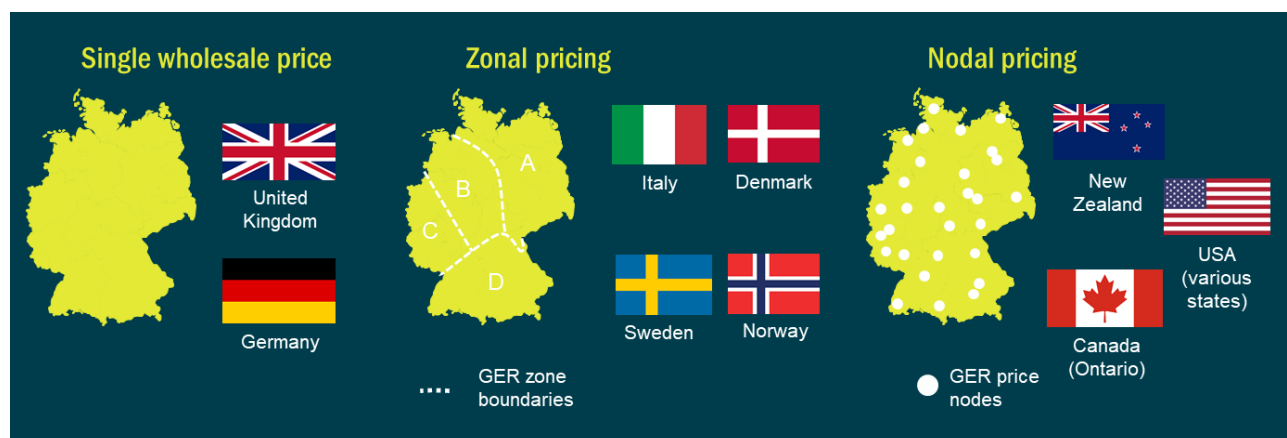 Single wholesale price
United
Kingdom
Germany
Zonal pricing
A
B
C
D
Italy
Denmark
Sweden
Norway
GER zone
boundaries
Nodal pricing
New
Zealand
USA
(various
states)
Canada
(Ontario)
GER price
nodes